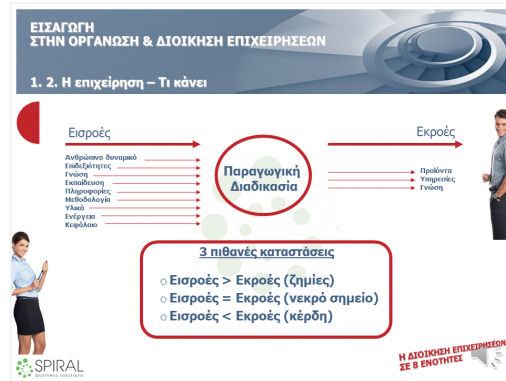 ΕΙΣΑΓΩΓΗ
ΣΤΗΝ ΟΡΓΑΝΩΣΗ & ΔΙΟΙΚΗΣΗ ΕΠΙΧΕΙΡΗΣΕΩΝ
1. 2. Η επιχείρηση – Τι κάνει
Εισροές
Εκροές
Ανθρώπινο δυναμικό
Επιδεξιότητες
Γνώση
Εκπαίδευση
Πληροφορίες
Μεθοδολογία
Υλικά
Ενέργεια
Κεφάλαιο
Παραγωγική
Διαδικασία
Προϊόντα
Υπηρεσίες
Γνώση
3 πιθανές καταστάσεις
Εισροές > Εκροές (ζημίες)
Εισροές = Εκροές (νεκρό σημείο)
Εισροές < Εκροές (κέρδη)
SPIRAL
business solutions
Η ΔΙΟΙΚΗΣΗ ΕΠΙΧΕΙΡΗΣΕΩΝ
ΣΕ 8 ΕΝΟΤΗΤΕΣ